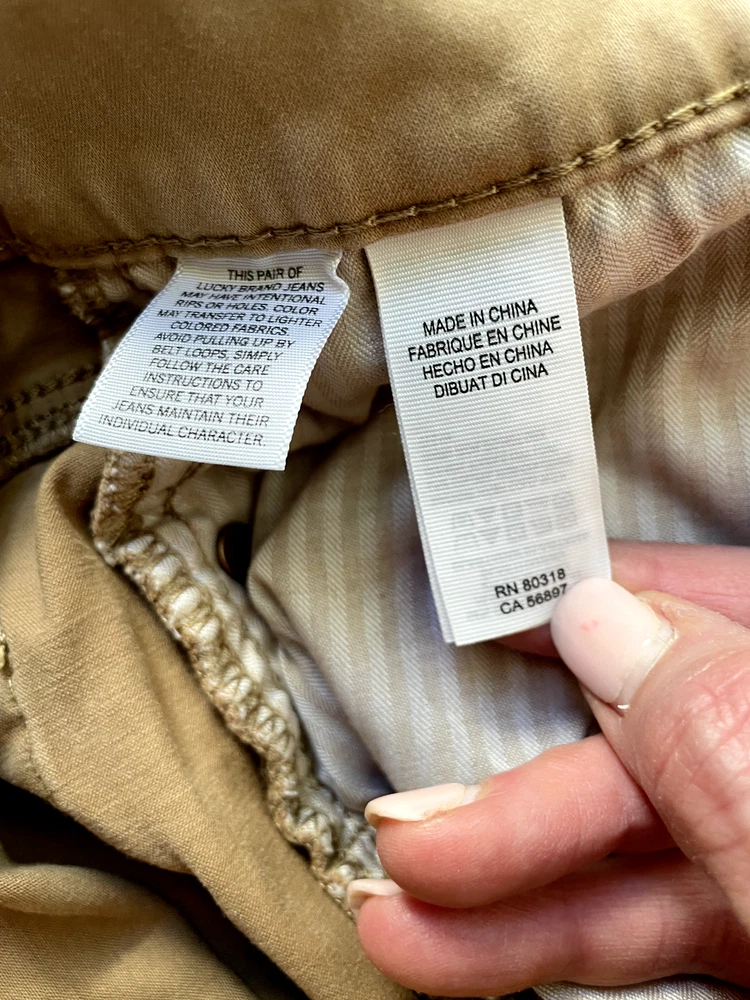 THIS PAIR OF
LUCKY BRAND JEANS
MAY HAVE INTENTIONAL
RIPS OR HOLES. COLOR
MAY TRANSFER TO LIGHTER
COLORED FABRICS.
AVOID PULLING UP BY
BELT LOOPS, SIMPLY
FOLLOW THE CARE
INSTRUCTIONS TO
ENSURE THAT YOUR
JEANS MAINTAIN THEIR
INDIVIDUAL CHARACTER.
MADE IN CHINA
FABRIQUE EN CHINE
HECHO EN CHINA
DIBUAT DI CINA
RN 80318
CA 56897